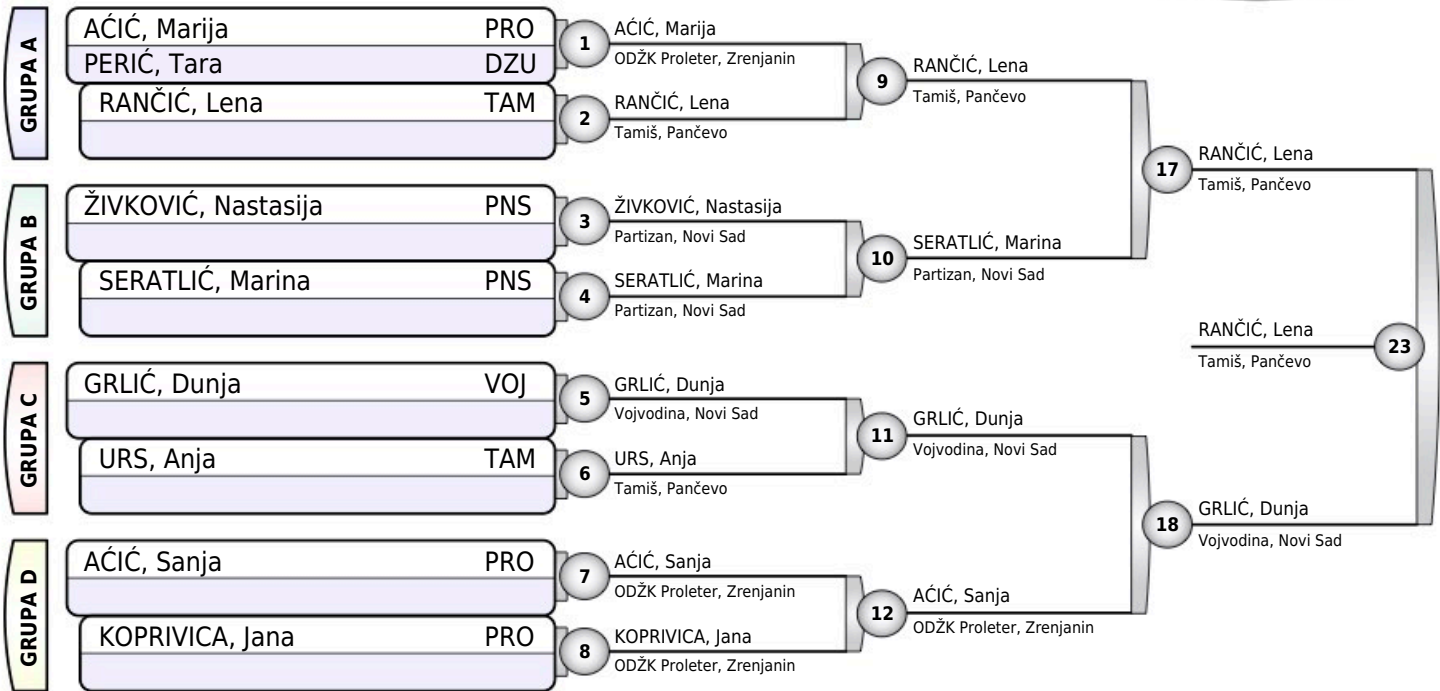 GRUPA A
AĆIĆ, Marija PRO
PERIĆ, Tara DZU
RANČIĆ, Lena TAM
1
AĆIĆ, Marija
ODŽK Proleter, Zrenjanin
2
RANČIĆ, Lena
Tamiš, Pančevo
9
RANČIĆ, Lena
Tamiš, Pančevo
GRUPA B
ŽIVKOVIĆ, Nastasija PNS
SERATLIĆ, Marina PNS
3
ŽIVKOVIĆ, Nastasija
Partizan, Novi Sad
4
SERATLIĆ, Marina
Partizan, Novi Sad
10
SERATLIĆ, Marina
Partizan, Novi Sad
17
RANČIĆ, Lena
Tamiš, Pančevo
GRUPA C
GRLIĆ, Dunja VOJ
URS, Anja TAM
5
GRLIĆ, Dunja
Vojvodina, Novi Sad
6
URS, Anja
Tamiš, Pančevo
11
GRLIĆ, Dunja
Vojvodina, Novi Sad
GRUPA D
AĆIĆ, Sanja PRO
KOPRIVICA, Jana PRO
7
AĆIĆ, Sanja
ODŽK Proleter, Zrenjanin
8
KOPRIVICA, Jana
ODŽK Proleter, Zrenjanin
12
AĆIĆ, Sanja
ODŽK Proleter, Zrenjanin
18
GRLIĆ, Dunja
Vojvodina, Novi Sad
RANČIĆ, Lena
Tamiš, Pančevo
23